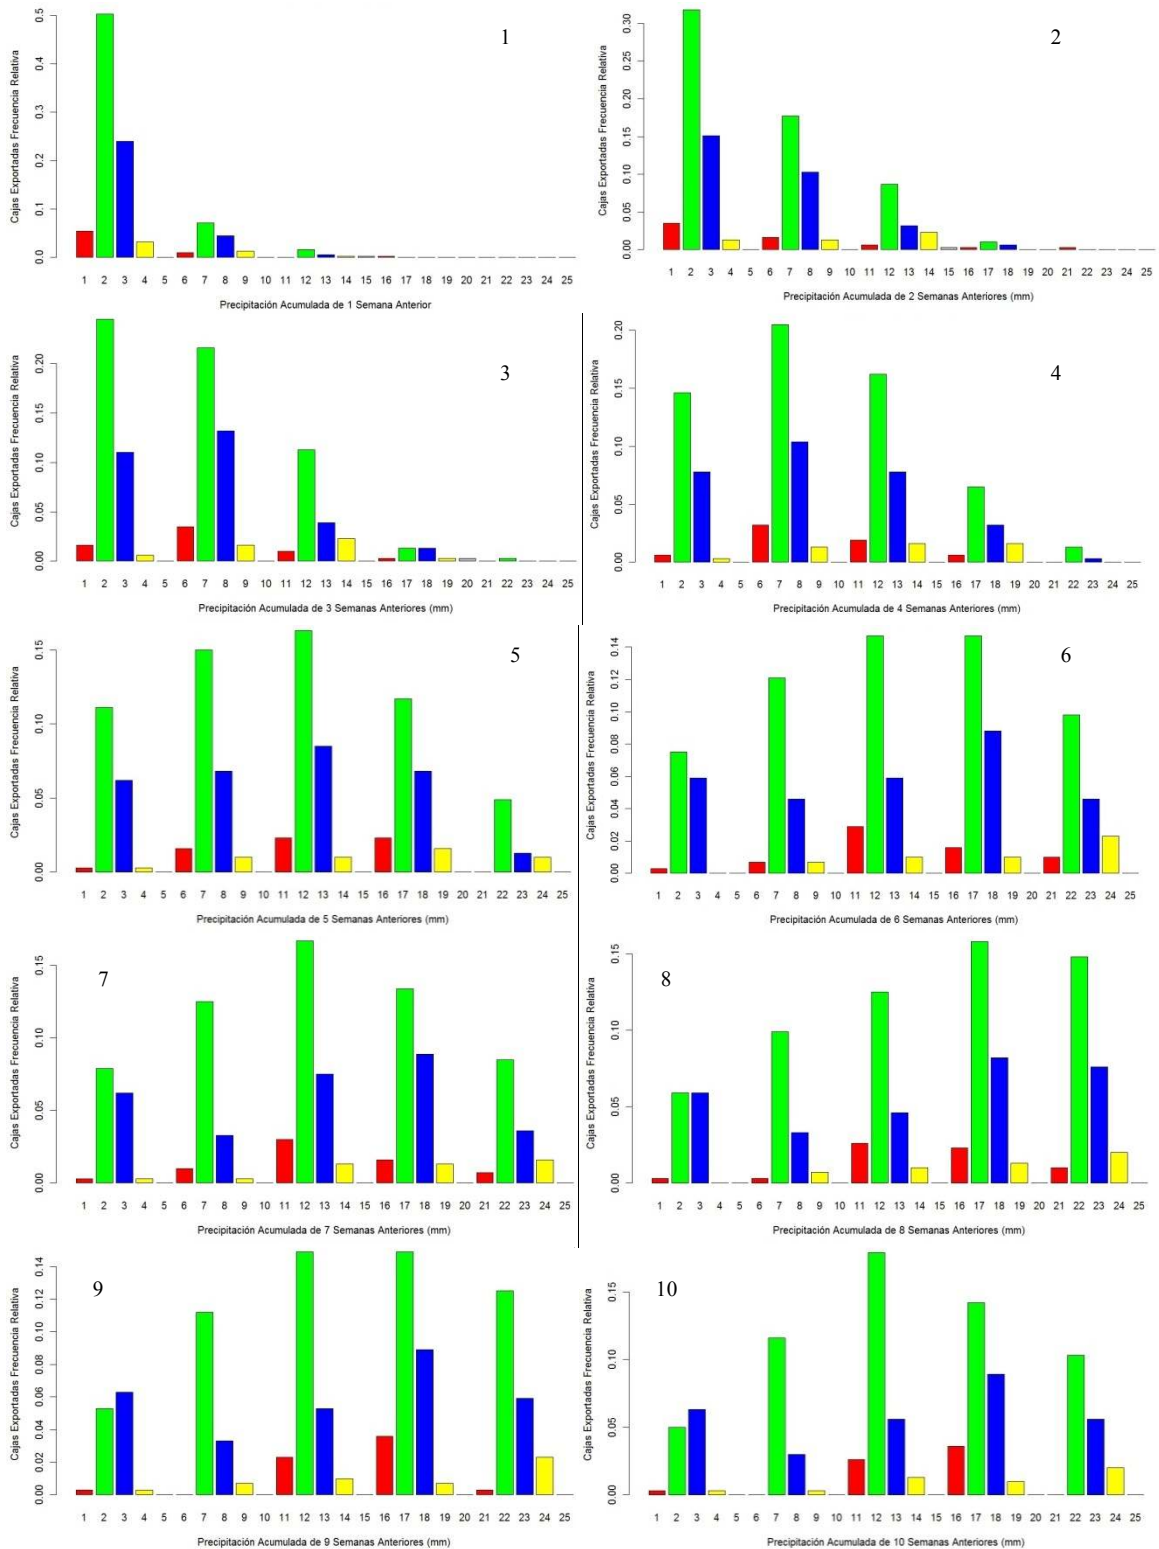 1
Cajas Exportadas Frecuencia Relativa
0.5
0.4
0.3
0.2
0.1
0.0
1 2 3 4 5 6 7 8 9 10 11 12 13 14 15 16 17 18 19 20 21 22 23 24 25
Precipitación Acumulada de 1 Semana Anterior
2
Cajas Exportadas Frecuencia Relativa
0.30
0.25
0.20
0.15
0.10
0.05
0.00
1 2 3 4 5 6 7 8 9 10 11 12 13 14 15 16 17 18 19 20 21 22 23 24 25
Precipitación Acumulada de 2 Semanas Anteriores (mm)
3
Cajas Exportadas Frecuencia Relativa
0.20
0.15
0.10
0.05
0.00
1 2 3 4 5 6 7 8 9 10 11 12 13 14 15 16 17 18 19 20 21 22 23 24 25
Precipitación Acumulada de 3 Semanas Anteriores (mm)
4
Cajas Exportadas Frecuencia Relativa
0.20
0.15
0.10
0.05
0.00
1 2 3 4 5 6 7 8 9 10 11 12 13 14 15 16 17 18 19 20 21 22 23 24 25
Precipitación Acumulada de 4 Semanas Anteriores (mm)
5
Cajas Exportadas Frecuencia Relativa
0.15
0.10
0.05
0.00
1 2 3 4 5 6 7 8 9 10 11 12 13 14 15 16 17 18 19 20 21 22 23 24 25
Precipitación Acumulada de 5 Semanas Anteriores (mm)
6
Cajas Exportadas Frecuencia Relativa
0.14
0.12
0.10
0.08
0.06
0.04
0.02
0.00
1 2 3 4 5 6 7 8 9 10 11 12 13 14 15 16 17 18 19 20 21 22 23 24 25
Precipitación Acumulada de 6 Semanas Anteriores (mm)
7
Cajas Exportadas Frecuencia Relativa
0.15
0.10
0.05
0.00
1 2 3 4 5 6 7 8 9 10 11 12 13 14 15 16 17 18 19 20 21 22 23 24 25
Precipitación Acumulada de 7 Semanas Anteriores (mm)
8
Cajas Exportadas Frecuencia Relativa
0.15
0.10
0.05
0.00
1 2 3 4 5 6 7 8 9 10 11 12 13 14 15 16 17 18 19 20 21 22 23 24 25
Precipitación Acumulada de 8 Semanas Anteriores (mm)
9
Cajas Exportadas Frecuencia Relativa
0.14
0.12
0.10
0.08
0.06
0.04
0.02
0.00
1 2 3 4 5 6 7 8 9 10 11 12 13 14 15 16 17 18 19 20 21 22 23 24 25
Precipitación Acumulada de 9 Semanas Anteriores (mm)
10
Cajas Exportadas Frecuencia Relativa
0.15
0.10
0.05
0.00
1 2 3 4 5 6 7 8 9 10 11 12 13 14 15 16 17 18 19 20 21 22 23 24 25
Precipitación Acumulada de 10 Semanas Anteriores (mm)